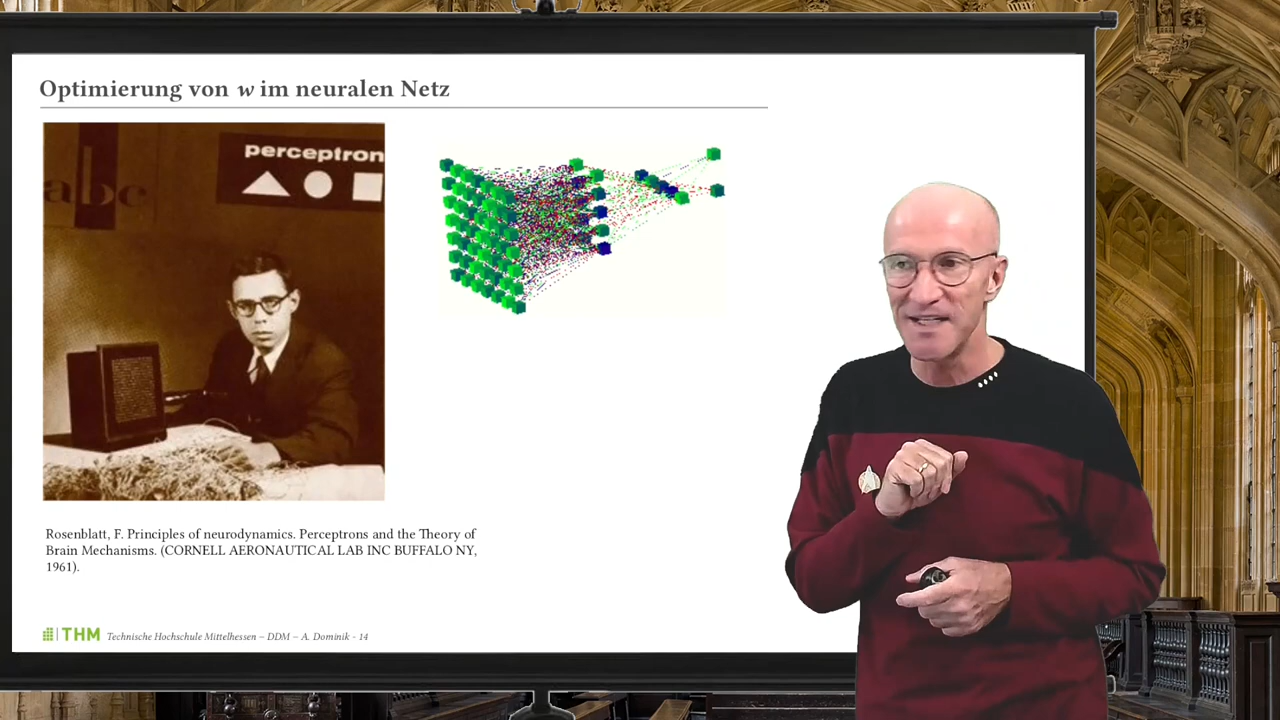 Optimierung von w im neuralen Netz
abc
perceptron
Rosenblatt, F. Principles of neurodynamics. Perceptrons and the Theory of
Brain Mechanisms. (CORNELL AERONAUTICAL LAB INC BUFFALO NY,
1961).
THM Technische Hochschule Mittelhessen – DDM – A. Dominik - 14